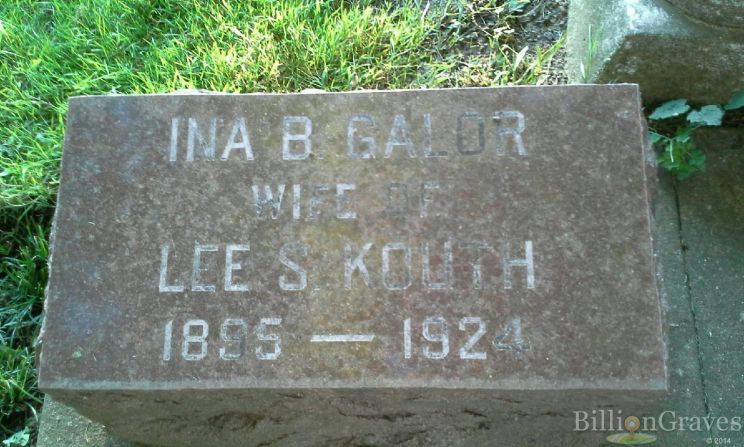 INA B. GALOR
WIFE OF
LEE S. KOUTH
1895 — 1924
BillionGraves
© 2014